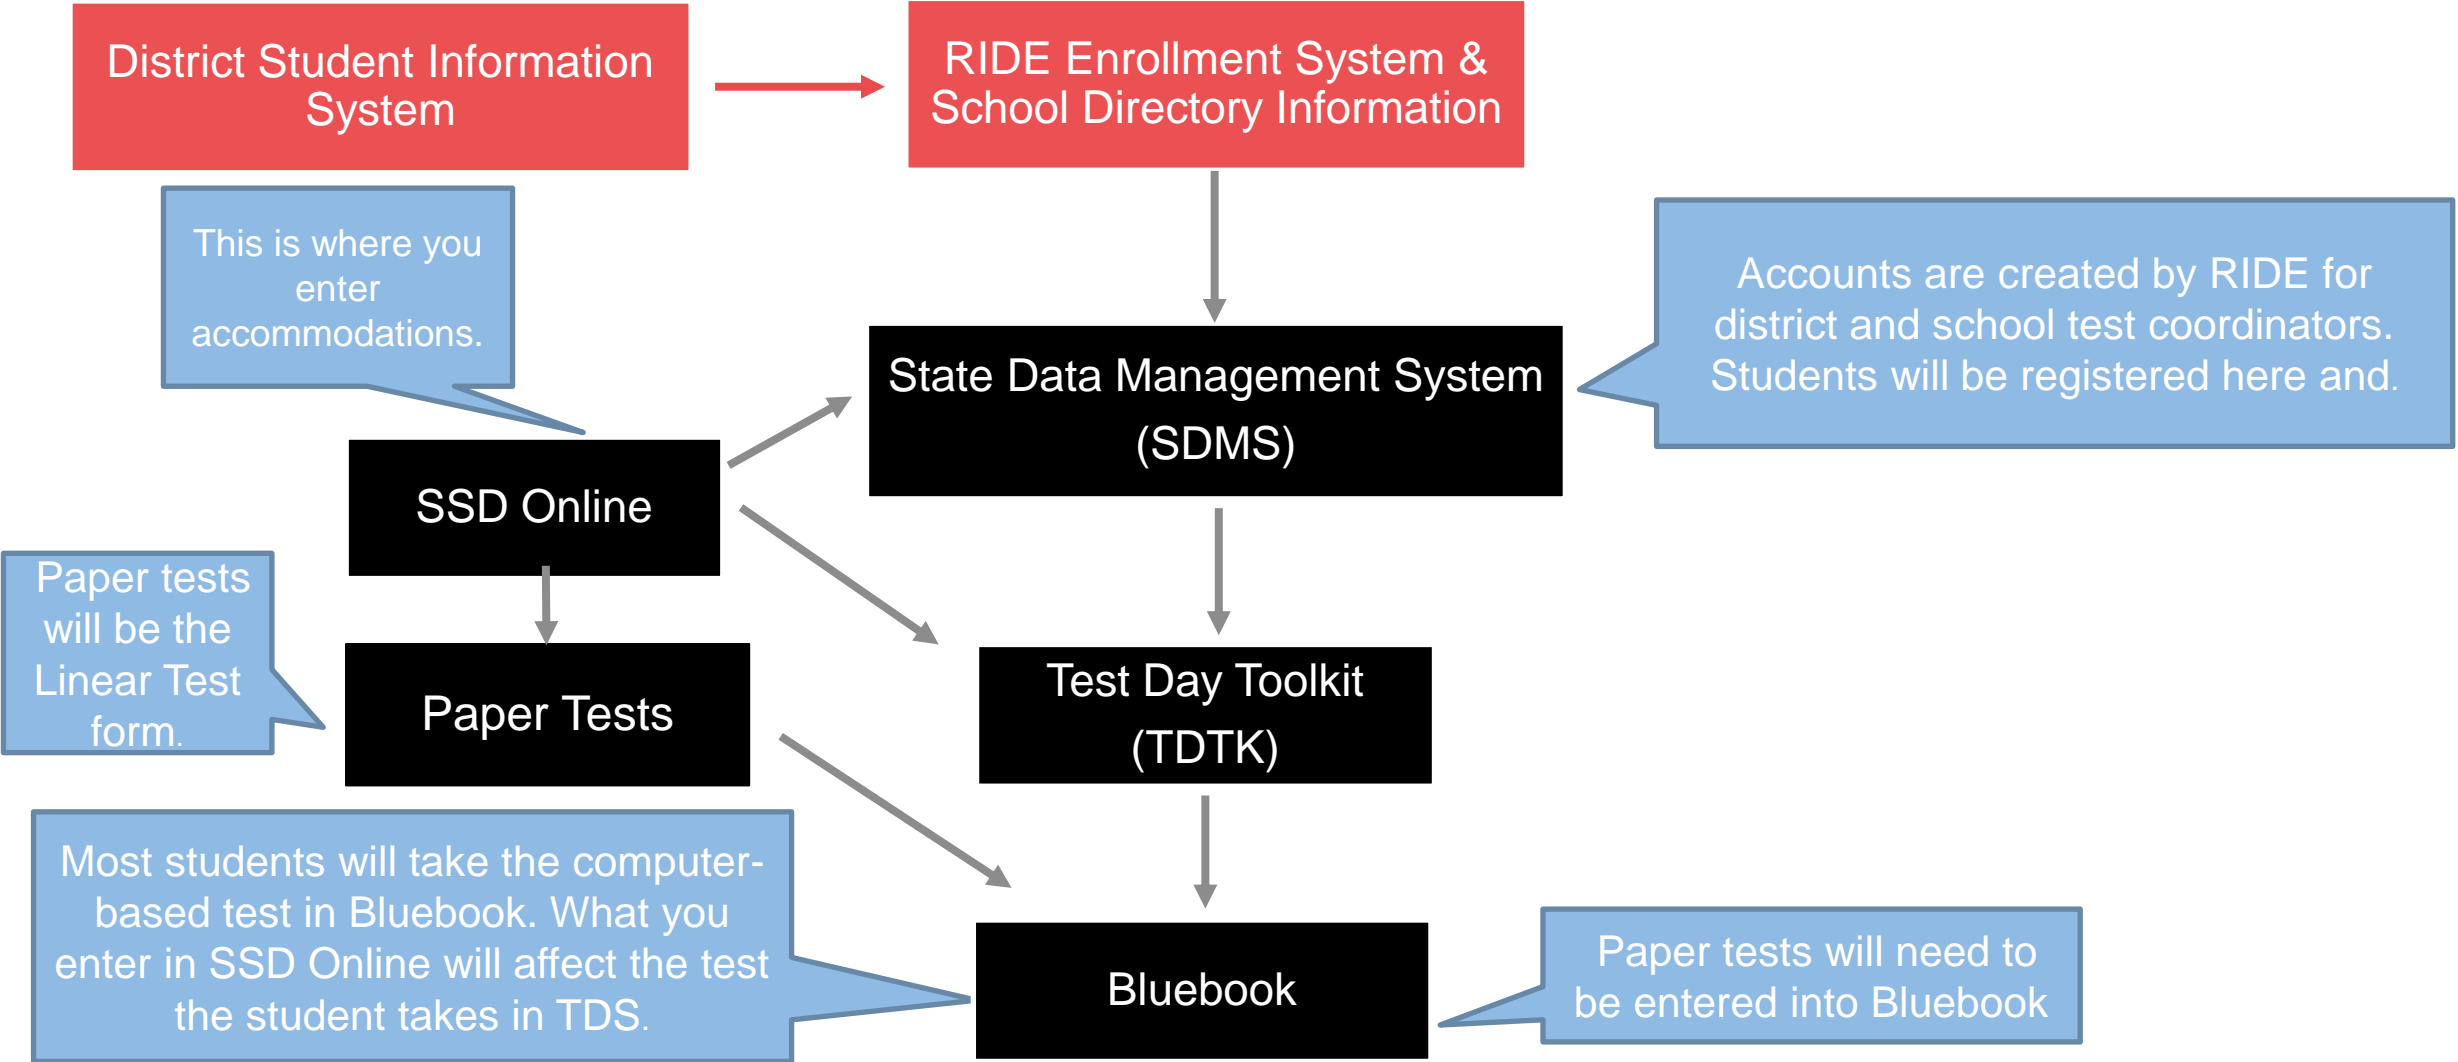 District Student Information
System
RIDE Enrollment System &
School Directory Information
This is where you
enter
accommodations.
Accounts are created by RIDE for
district and school test coordinators.
Students will be registered here and.
State Data Management System
(SDMS)
SSD Online
Paper tests
will be the
Linear Test
form.
Paper Tests
Test Day Toolkit
(TDTK)
Most students will take the computer-
based test in Bluebook. What you
enter in SSD Online will affect the test
the student takes in TDS.
Bluebook
Paper tests will need to
be entered into Bluebook